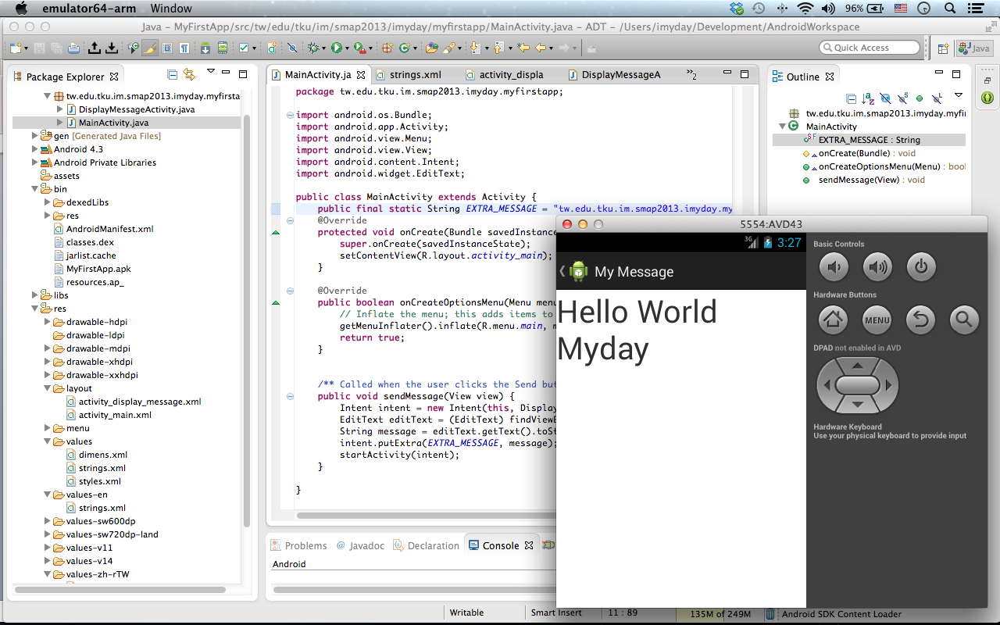 emulator64-arm Window 96%
Java – MyFirstApp/src/tw/edu/tku/im/smap2013/imyday/myfirstapp/MainActivity.java – ADT – /Users/imyday/Development/AndroidWorkspace
Quick Access Java
Package Explorer
tw.edu.tku.im.smap2013.imyday.myfirsta
DisplayMessageActivity.java
MainActivity.java
gen [Generated Java Files]
Android 4.3
Android Private Libraries
assets
bin
dexedLibs
res
AndroidManifest.xml
classes.dex
jarlist.cache
MyFirstApp.apk
resources.ap_
libs
res
drawable-hdpi
drawable-ldpi
drawable-mdpi
drawable-xhdpi
drawable-xxhdpi
layout
activity_display_message.xml
activity_main.xml
menu
values
dimens.xml
strings.xml
styles.xml
values-en
strings.xml
values-sw600dp
values-sw720dp-land
values-v11
values-v14
values-zh-rTW
MainActivity.ja strings.xml activity_displa DisplayMessageA »2
package tw.edu.tku.im.smap2013.imyday.myfirstapp;
import android.os.Bundle;
import android.app.Activity;
import android.view.Menu;
import android.view.View;
import android.content.Intent;
import android.widget.EditText;
public class MainActivity extends Activity {
public final static String EXTRA_MESSAGE = "tw.edu.tku.im.smap2013.imyday.my
@Override
protected void onCreate(Bundle savedInstance
super.onCreate(savedInstanceState);
setContentView(R.layout.activity_main);
}
@Override
public boolean onCreateOptionsMenu(Menu menu
// Inflate the menu; this adds items to
getMenuInflater().inflate(R.menu.main, m
return true;
}
/** Called when the user clicks the Send but
public void sendMessage(View view) {
Intent intent = new Intent(this, Displa
EditText editText = (EditText) findViewB
String message = editText.getText().toSt
intent.putExtra(EXTRA_MESSAGE, message);
startActivity(intent);
}
}
Problems @ Javadoc Declaration Console
Android
Outline
tw.edu.tku.im.smap2013.imyday.myfi
MainActivity
S F EXTRA_MESSAGE : String
onCreate(Bundle) : void
onCreateOptionsMenu(Menu) : bool
sendMessage(View) : void
5554:AVD43
3G 3:27
My Message
Hello World
Myday
Basic Controls
Hardware Buttons
MENU
DPAD not enabled in AVD
Hardware Keyboard
Use your physical keyboard to provide input
Writable Smart Insert 11 : 89 135M of 249M Android SDK Content Loader